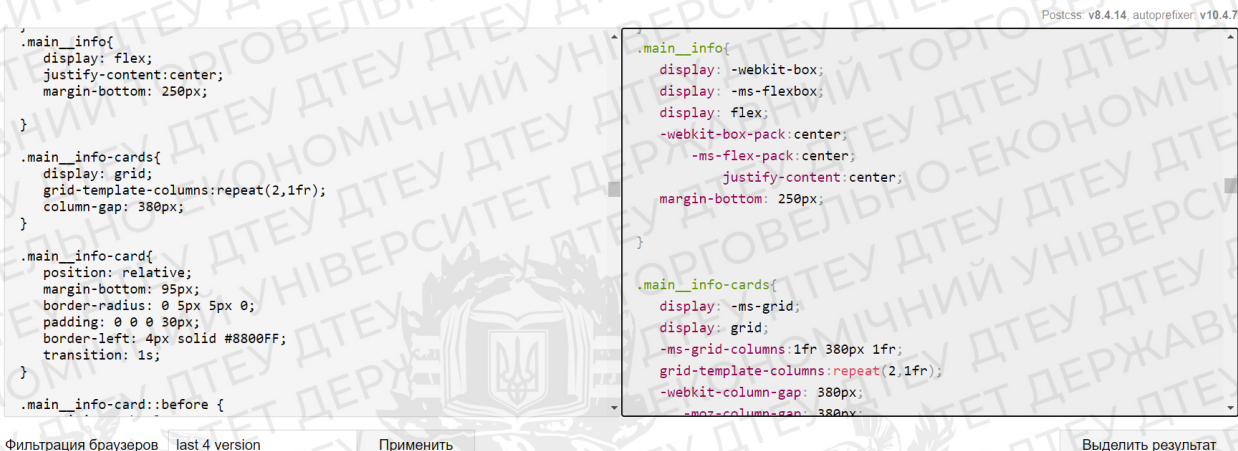 Postcss: v8.4.14, autoprefixer: v10.4.7
}
.main__info{
display: flex;
justify-content:center;
margin-bottom: 250px;
}
.main__info-cards{
display: grid;
grid-template-columns:repeat(2,1fr);
column-gap: 380px;
}
.main__info-card{
position: relative;
margin-bottom: 95px;
border-radius: 0 5px 5px 0;
padding: 0 0 0 30px;
border-left: 4px solid #8800FF;
transition: 1s;
}
.main__info-card::before {
}
.main__info{
display: -webkit-box;
display: -ms-flexbox;
display: flex;
-webkit-box-pack:center;
-ms-flex-pack:center;
justify-content:center;
margin-bottom: 250px;
}
.main__info-cards{
display: -ms-grid;
display: grid;
-ms-grid-columns:1fr 380px 1fr;
grid-template-columns:repeat(2,1fr);
-webkit-column-gap: 380px;
-moz-column-gap: 380px;
Фильтрация браузеров last 4 version Применить Выделить результат